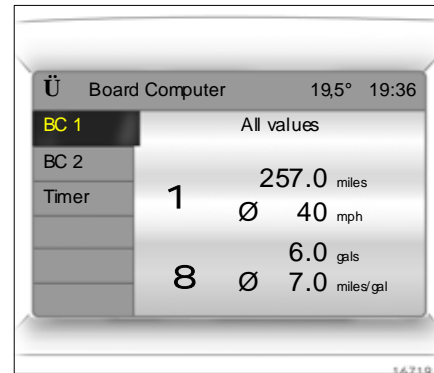 Ü Board Computer 19,5° 19:36
BC 1 All values
BC 2
257.0 miles
Timer 1
Ø 40 mph
6.0 gals
8 Ø 7.0 miles/gal
16719